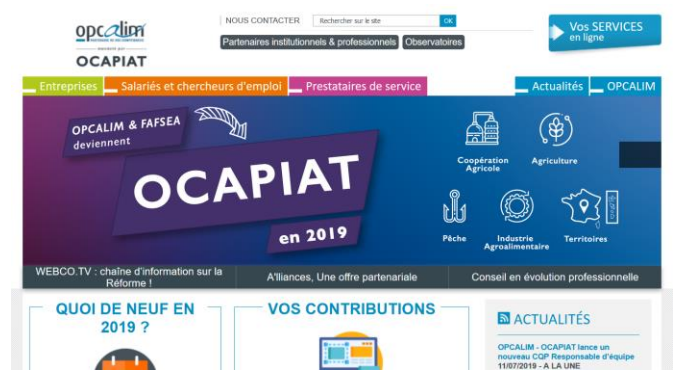 opcalim
OCAPIAT
NOUS CONTACTER
Rechercher sur le site
OK
Partenaires institutionnels & professionnels
Observatoires
Vos SERVICES
en ligne
Entreprises
Salariés et chercheurs d'emploi
Prestataires de service
Actualités
OPCALIM
OPCALIM & FAFSEA
deviennent
OCAPIAT
en 2019
Coopération
Agricole
Agriculture
Pêche
Industrie
Agroalimentaire
Territoires
WEBCO.TV : chaîne d'information sur la
Réforme !
A'lliances, Une offre partenariale
Conseil en évolution professionnelle
QUOI DE NEUF EN
2019 ?
VOS CONTRIBUTIONS
ACTUALITÉS
OPCALIM - OCAPIAT lance un
nouveau CQP Responsable d'équipe
11/07/2019 - A LA UNE